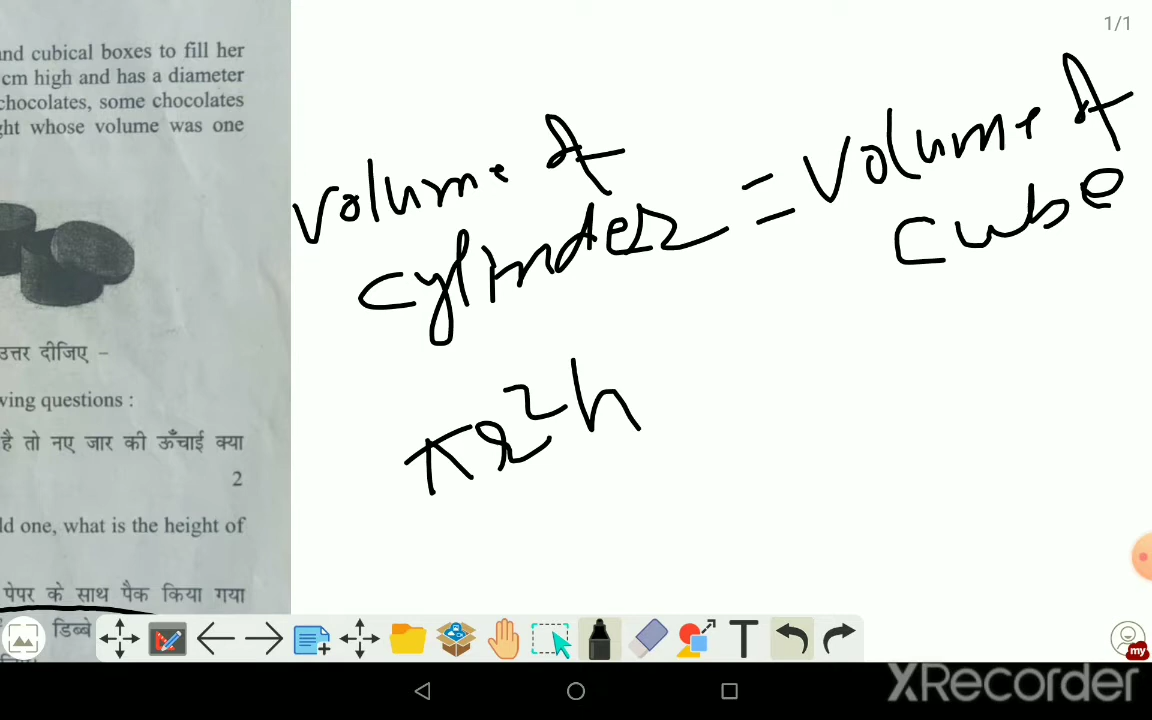 and cubical boxes to fill her
cm high and has a diameter
chocolates, some chocolates
ght whose volume was one
उत्तर दीजिए –
ving questions :
है तो नए जार की ऊँचाई क्या
2
ld one, what is the height of
पेपर के साथ पैक किया गया
डिब्बे
1/1
volume of
cylinder = volume of
cube
πr²h
T
my
XRecorder